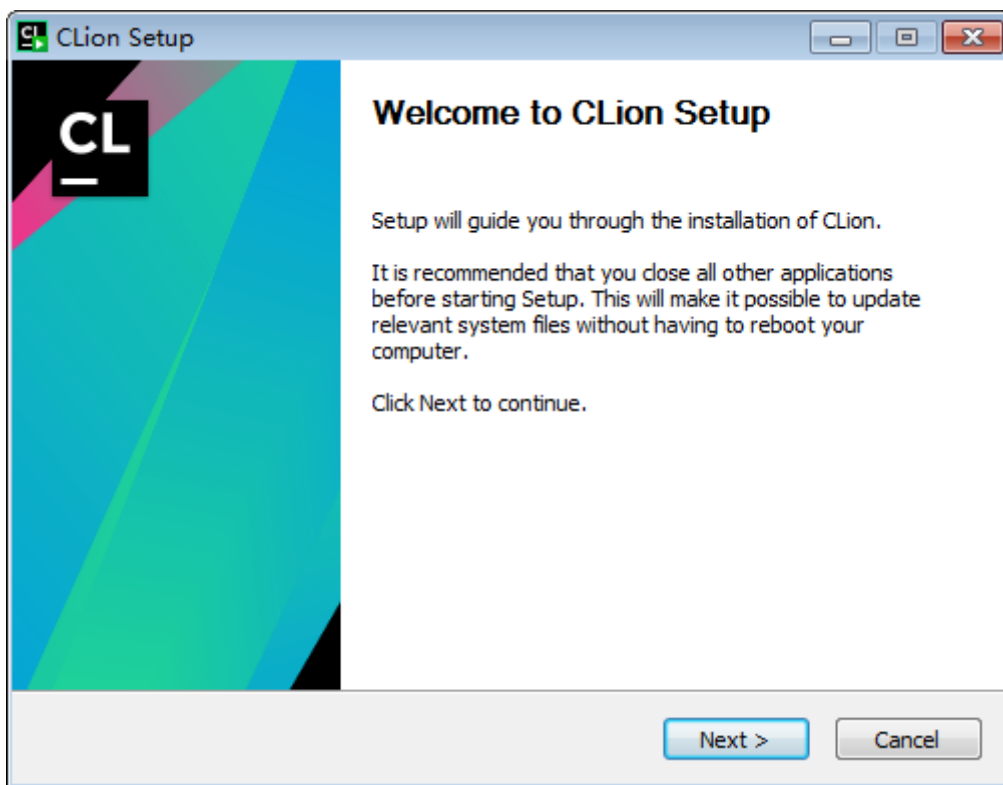 CLion Setup
CL
Welcome to CLion Setup
Setup will guide you through the installation of CLion.
It is recommended that you close all other applications
before starting Setup. This will make it possible to update
relevant system files without having to reboot your
computer.
Click Next to continue.
Next >
Cancel